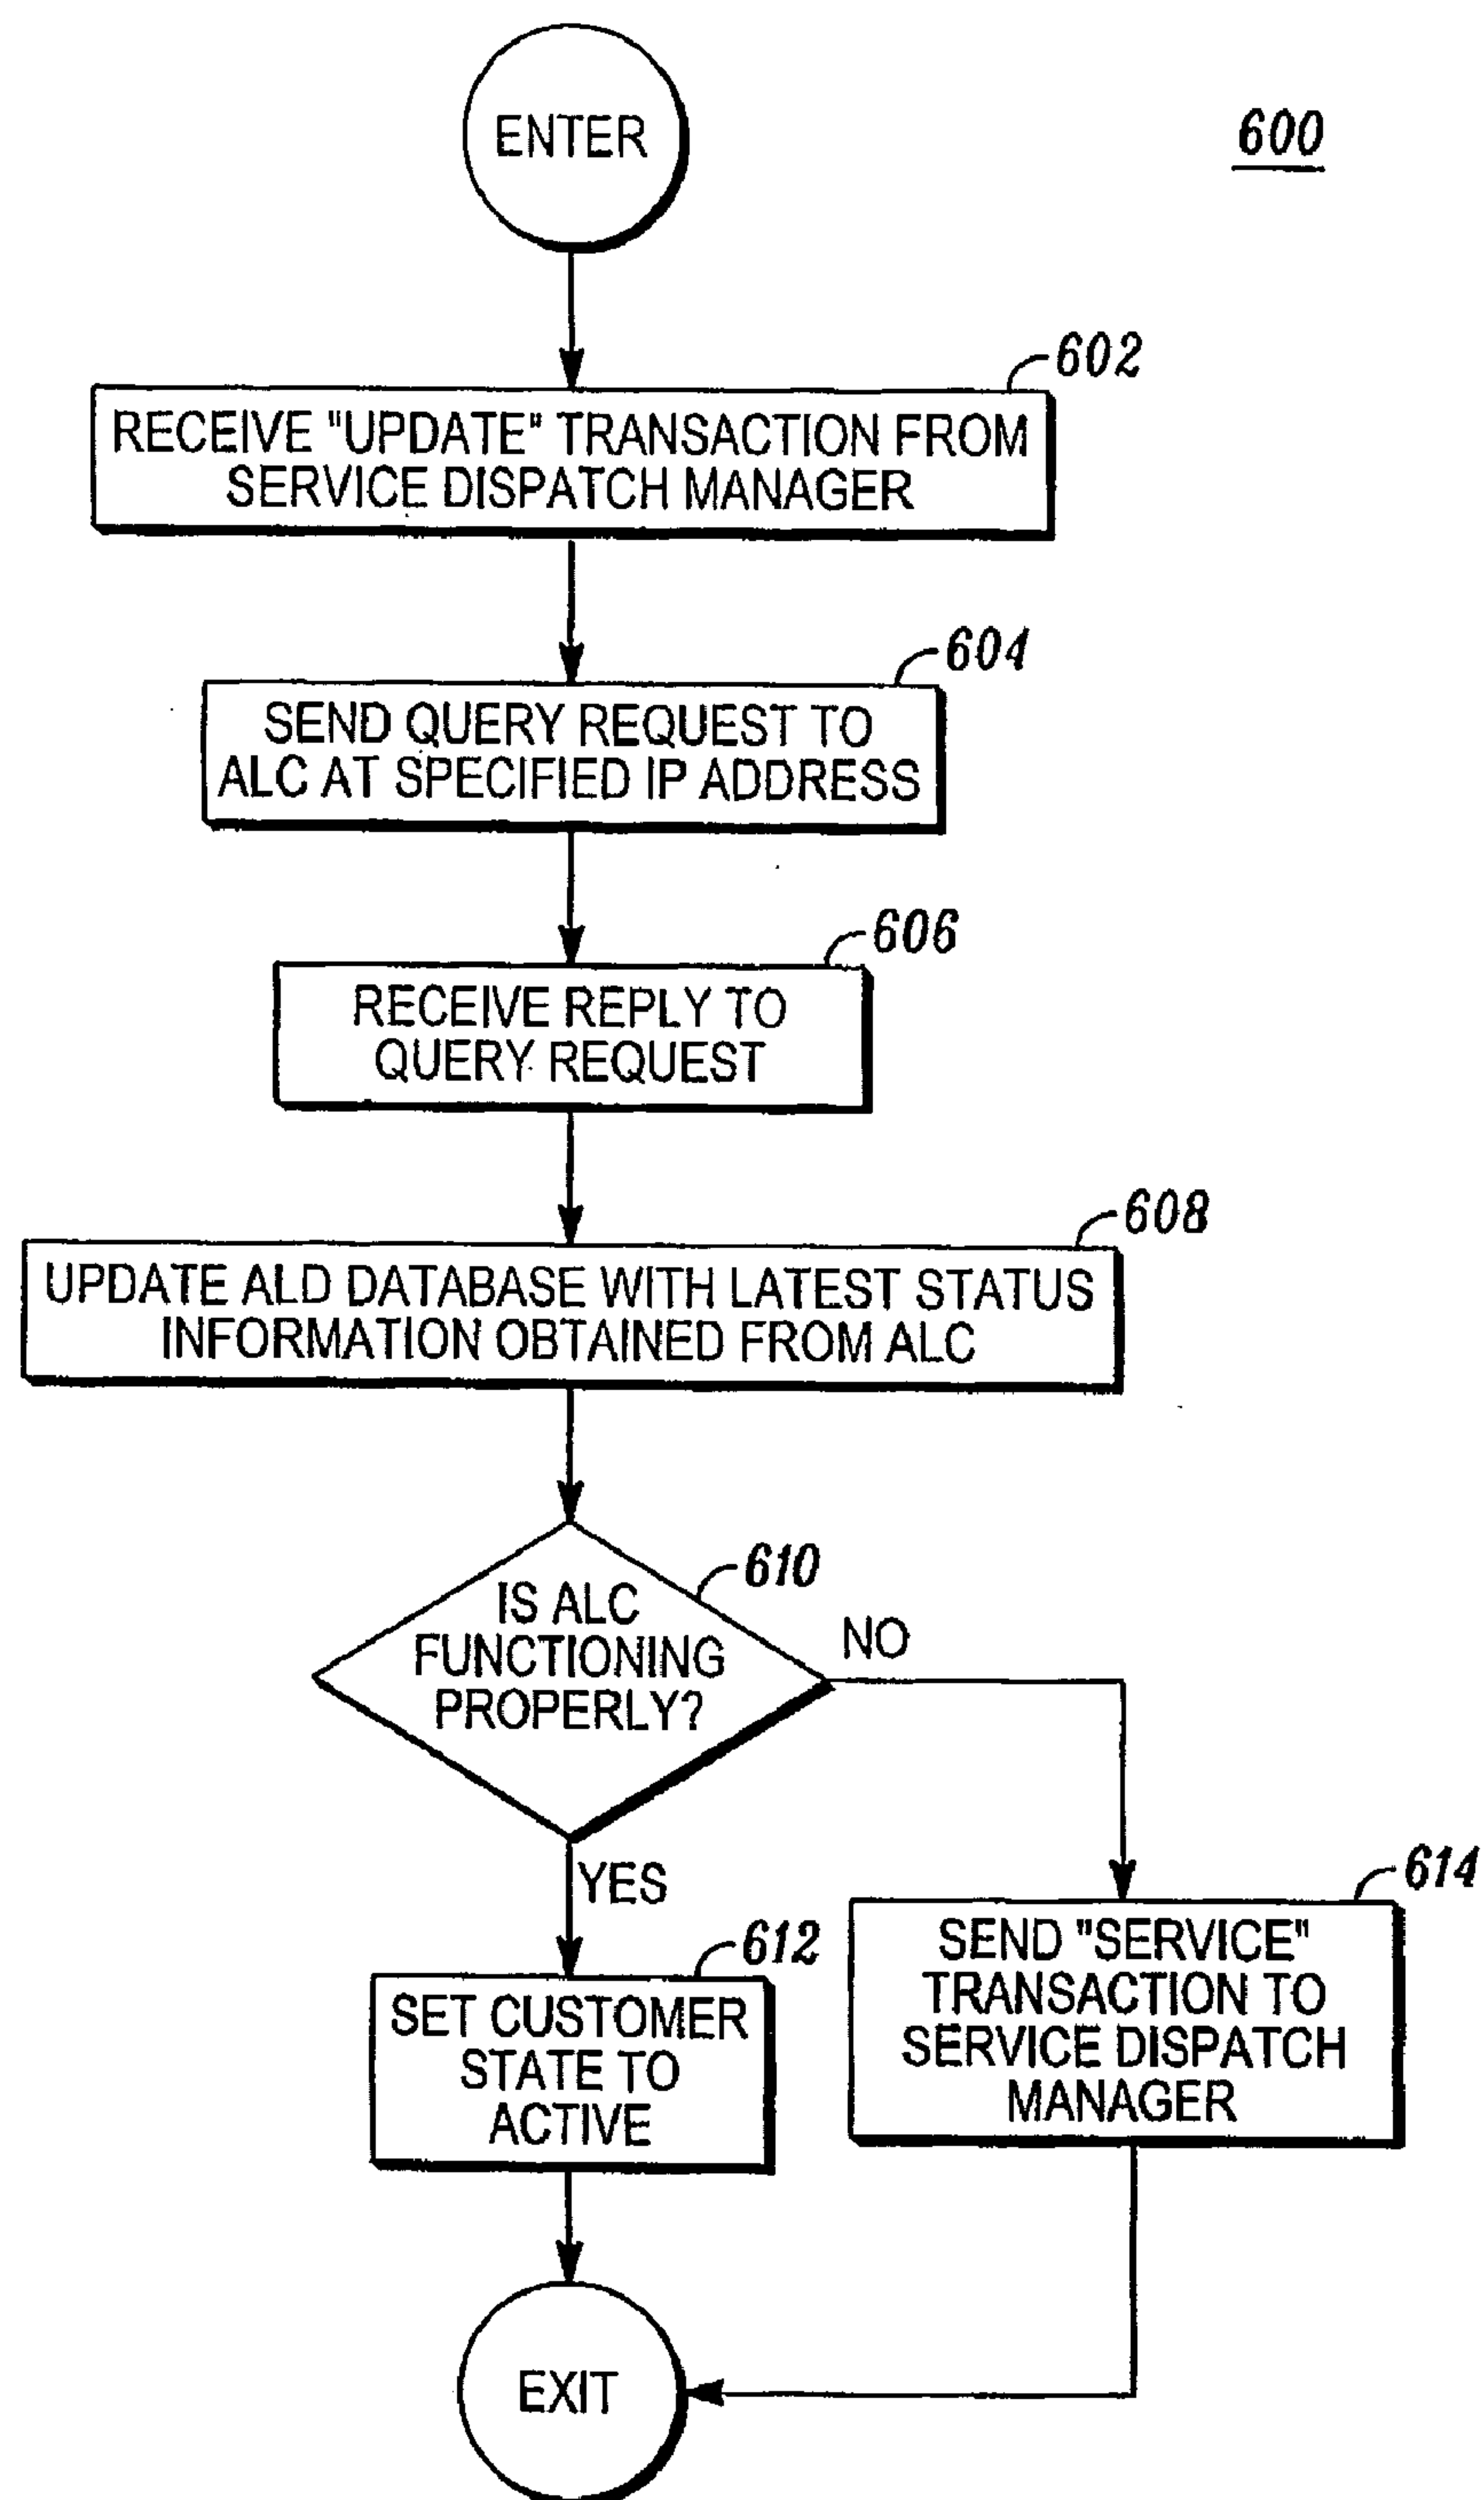 ENTER
600
602
RECEIVE "UPDATE" TRANSACTION FROM
SERVICE DISPATCH MANAGER
604
SEND QUERY REQUEST TO
ALC AT SPECIFIED IP ADDRESS
606
RECEIVE REPLY TO
QUERY REQUEST
608
UPDATE ALD DATABASE WITH LATEST STATUS
INFORMATION OBTAINED FROM ALC
610
IS ALC
FUNCTIONING
PROPERLY?
NO
YES
612
SET CUSTOMER
STATE TO
ACTIVE
614
SEND "SERVICE"
TRANSACTION TO
SERVICE DISPATCH
MANAGER
EXIT